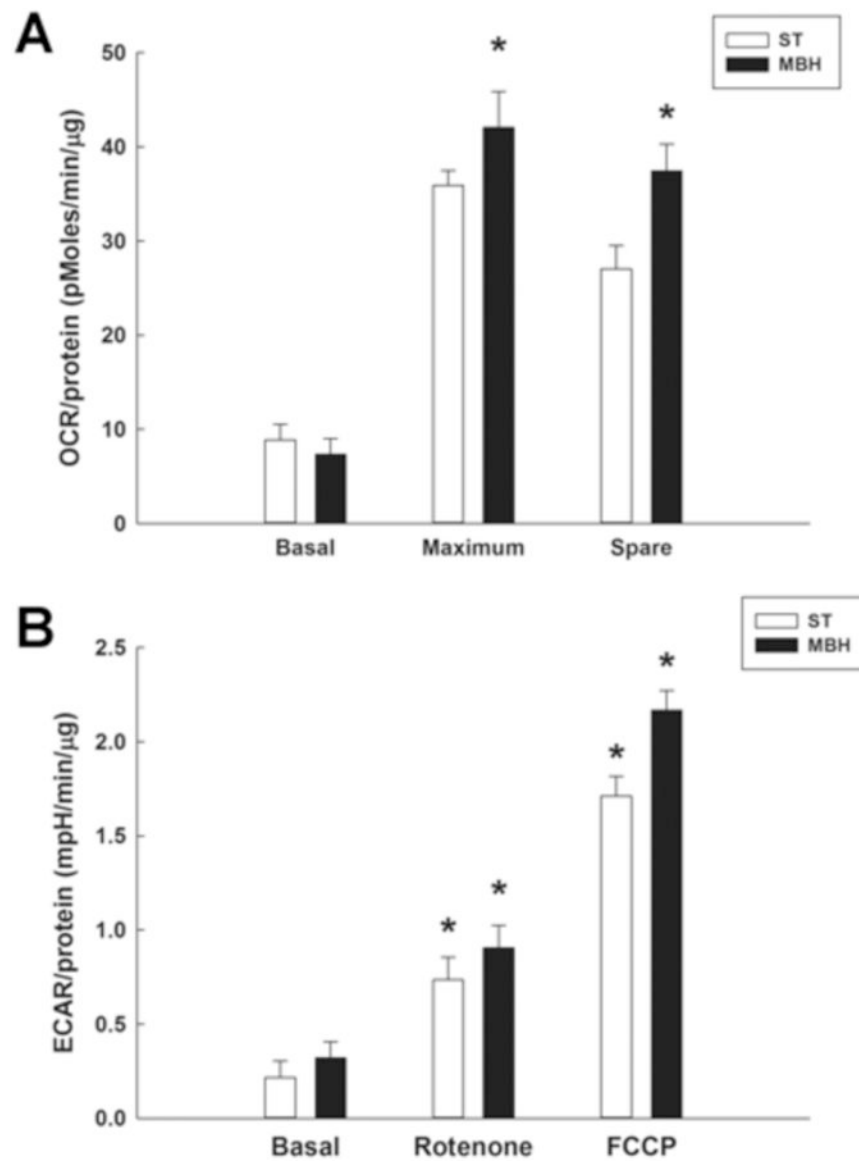 A
ST
MBH
50
40
30
20
10
0
OCR/protein (pMoles/min/μg)
* *
Basal Maximum Spare
B
ST
MBH
2.5
2.0
1.5
1.0
0.5
0.0
ECAR/protein (mpH/min/μg)
* * * *
Basal Rotenone FCCP